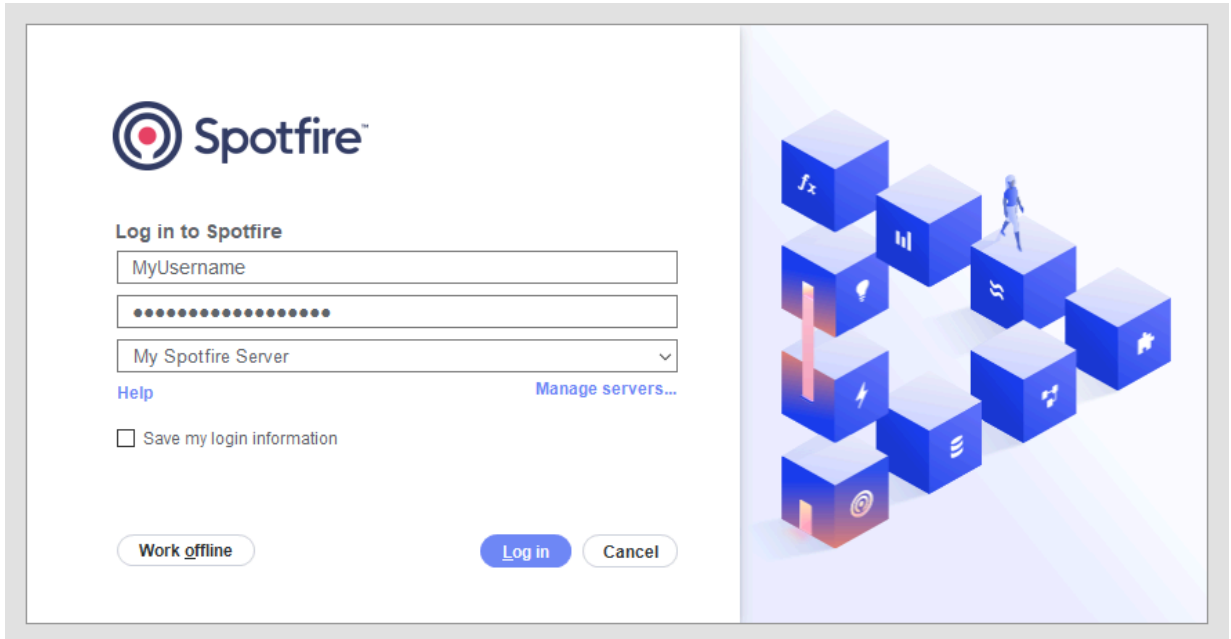 Spotfire™
Log in to Spotfire
MyUsername
●●●●●●●●●●●●●●●●●●
My Spotfire Server
Help
Manage servers...
Save my login information
Work offline
Log in
Cancel
fx